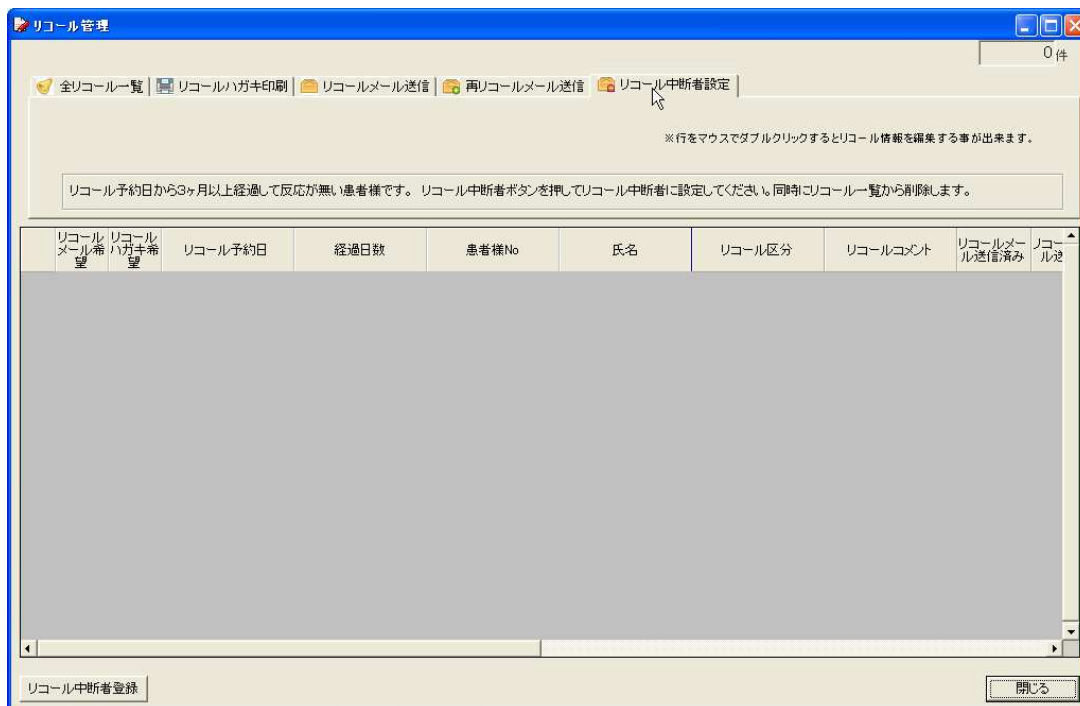 リコール管理
0件
全リコール一覧 リコールハガキ印刷 リコールメール送信 再リコールメール送信 リコール中断者設定
※行をマウスでダブルクリックするとリコール情報を編集する事が出来ます。
リコール予約日から3ヶ月以上経過して反応が無い患者様です。 リコール中断者ボタンを押してリコール中断者に設定してください。同時にリコール一覧から削除します。
リコールメール希望 リコールハガキ希望 リコール予約日 経過日数 患者様No 氏名 リコール区分 リコールコメント リコールメール送信済み
リコール中断者登録 閉じる